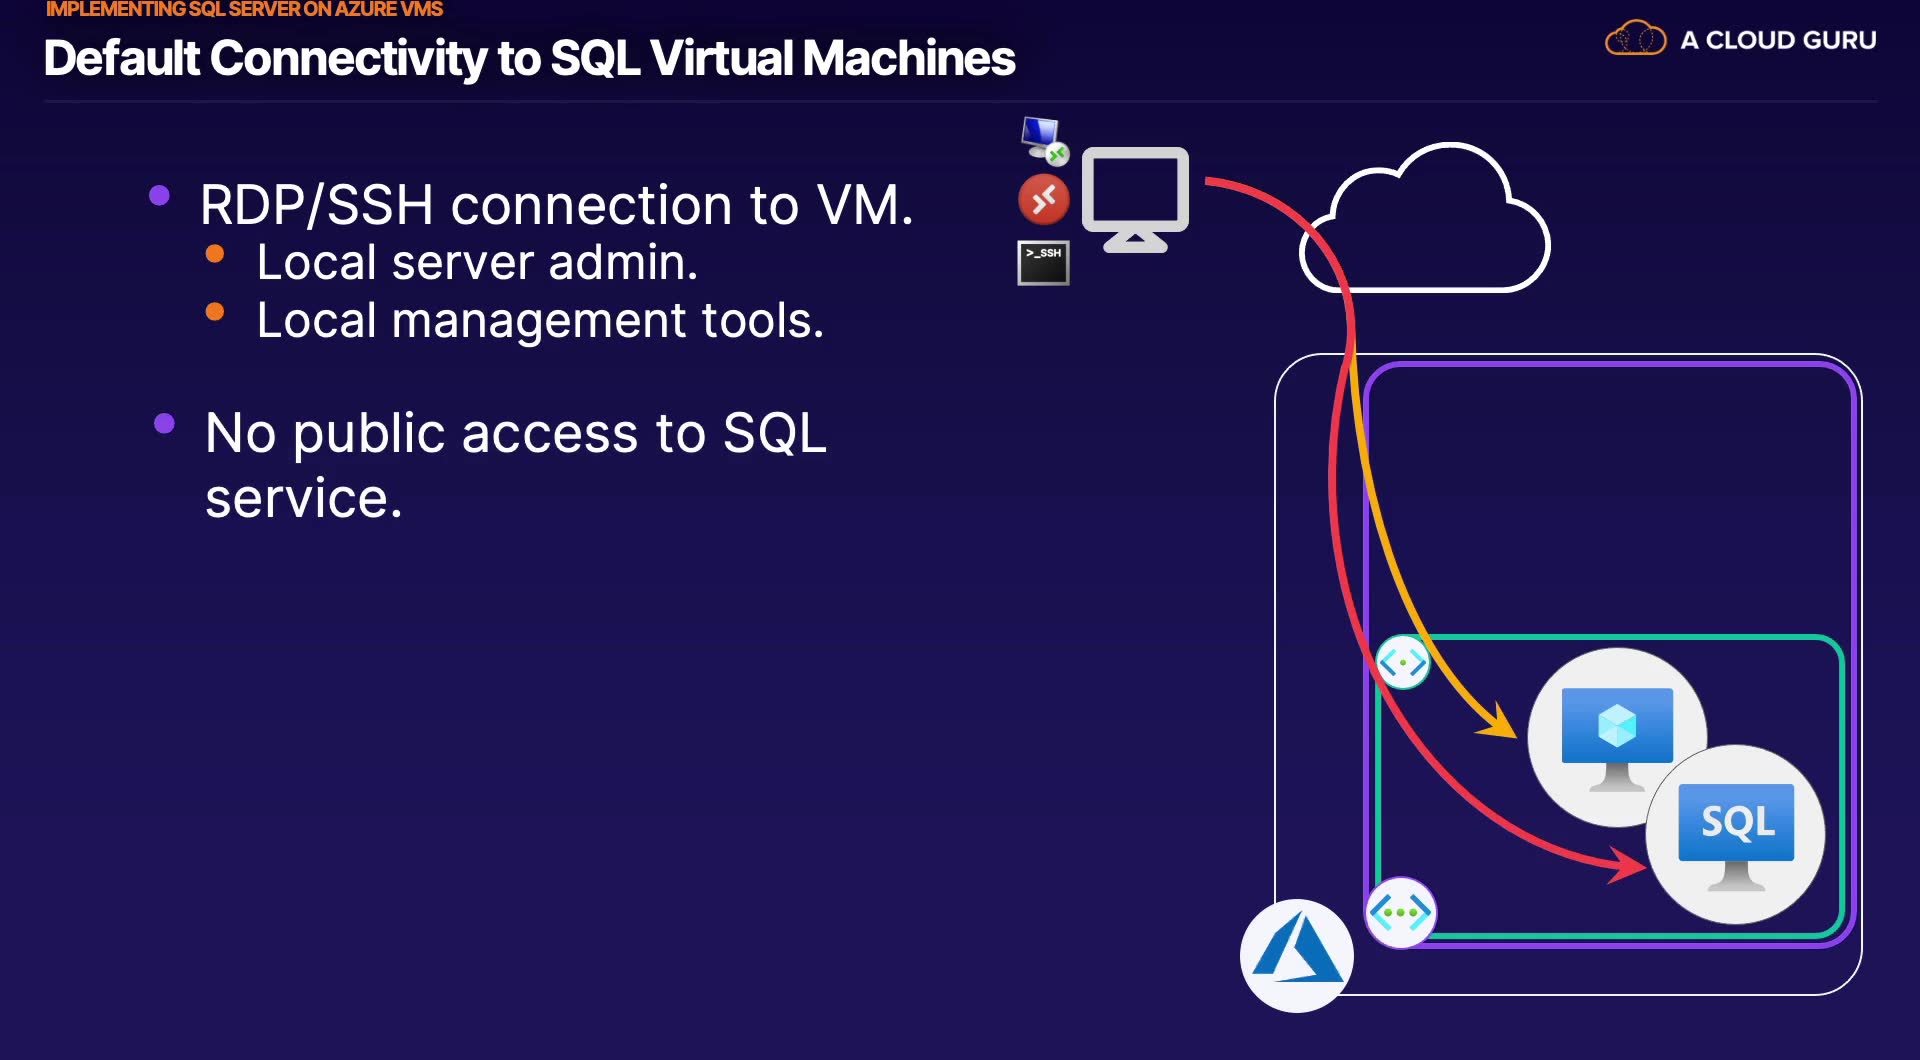 IMPLEMENTING SQL SERVER ON AZURE VMS
Default Connectivity to SQL Virtual Machines
A CLOUD GURU
RDP/SSH connection to VM.
Local server admin.
Local management tools.
No public access to SQL
service.
>_SSH
SQL